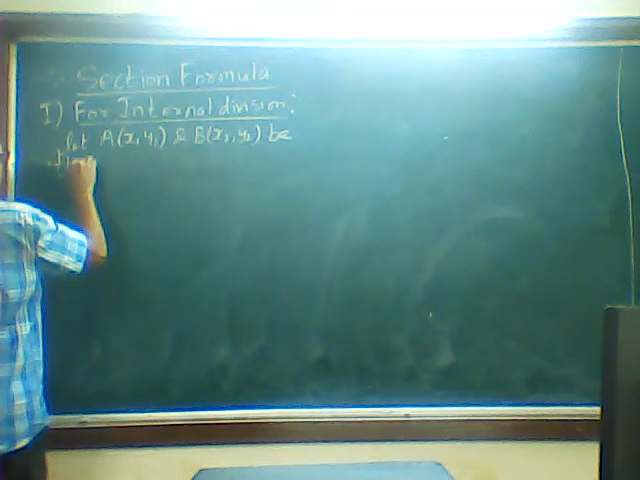 Section Formula
I) For Internal division:
let A(x₁, y₁) & B(x₂, y₂) be